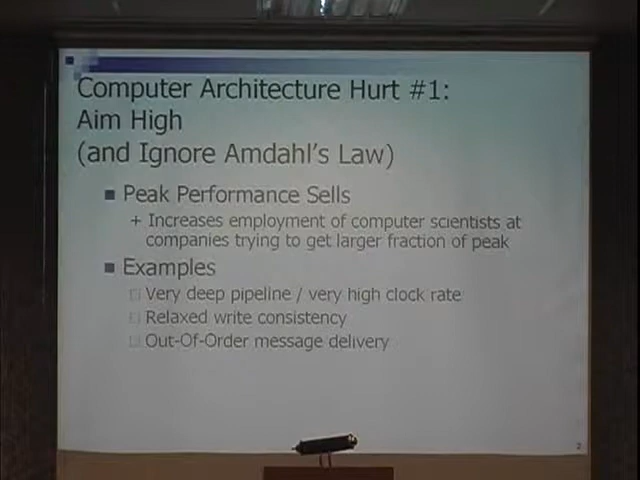 Computer Architecture Hurt #1:
Aim High
(and Ignore Amdahl's Law)
Peak Performance Sells
+ Increases employment of computer scientists at
companies trying to get larger fraction of peak
Examples
Very deep pipeline / very high clock rate
Relaxed write consistency
Out-Of-Order message delivery
2